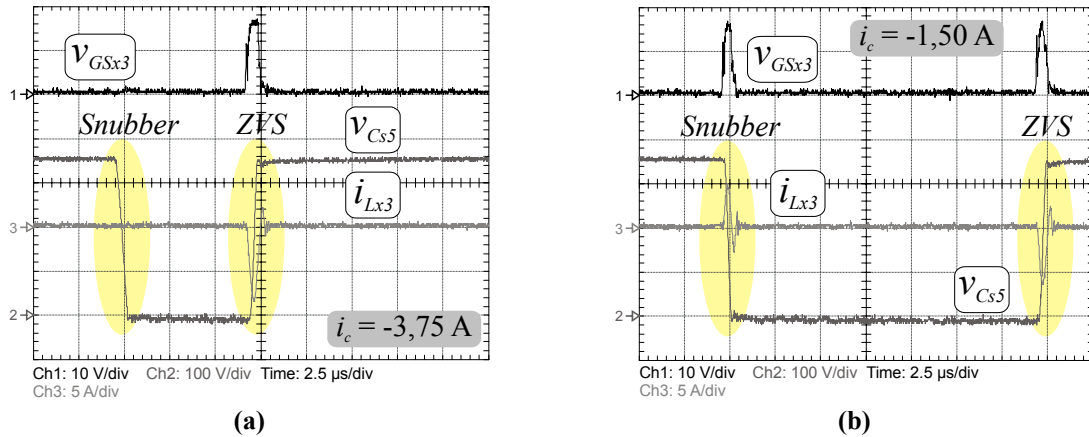 v_GSx3
1
Snubber ZVS
v_Cs5
i_Lx3
3
2
i_c = -3,75 A
Ch1: 10 V/div Ch2: 100 V/div Time: 2.5 µs/div
Ch3: 5 A/div
(a)
i_c = -1,50 A
v_GSx3
1
Snubber ZVS
i_Lx3
3
v_Cs5
2
Ch1: 10 V/div Ch2: 100 V/div Time: 2.5 µs/div
Ch3: 5 A/div
(b)